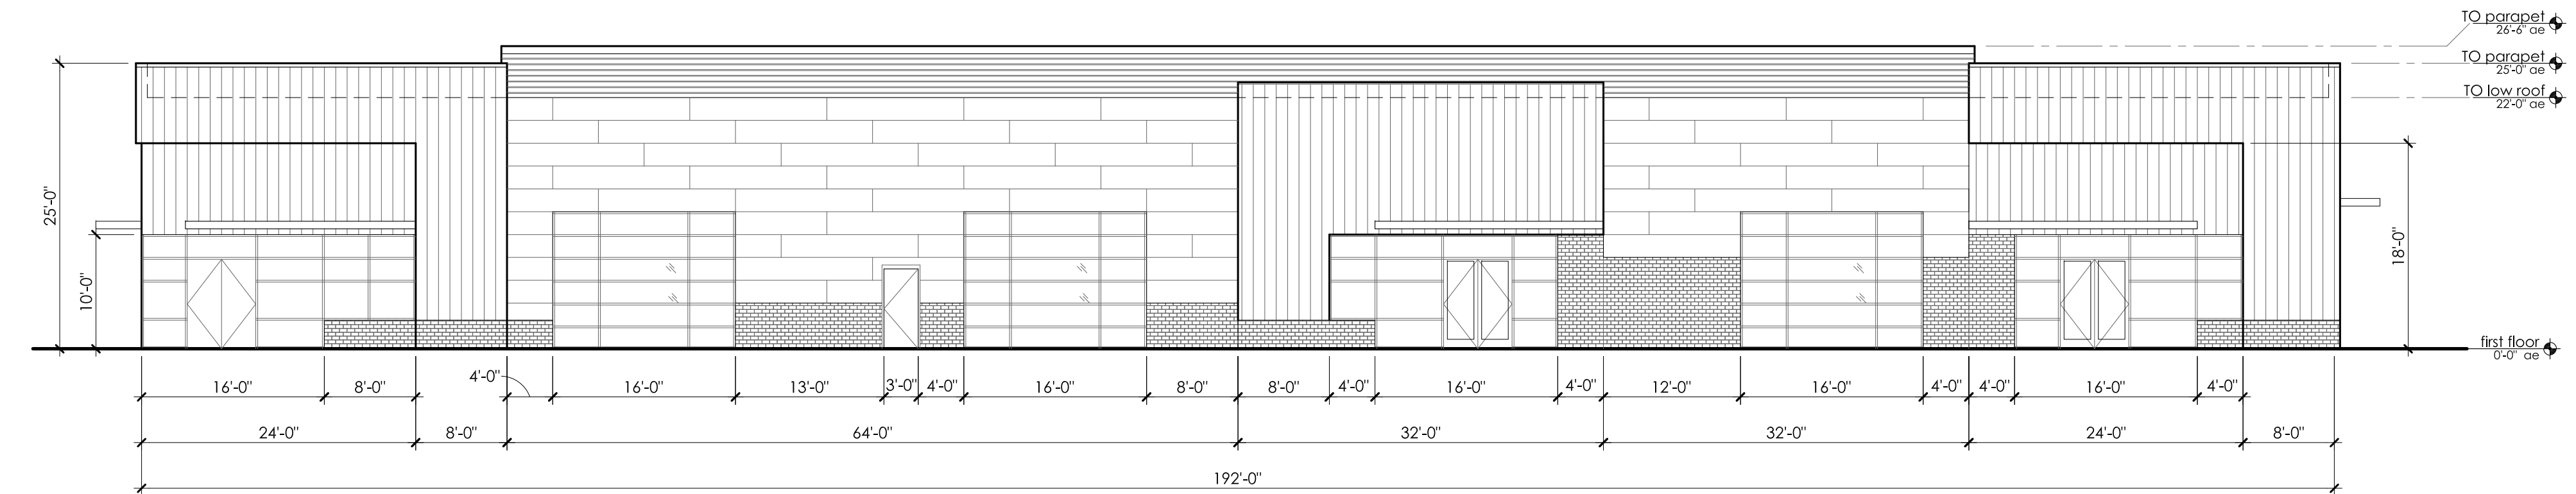 TO parapet
26'-6" ae
TO parapet
25'-0" ae
TO low roof
22'-0" ae
25'-0"
10'-0"
18'-0"
first floor
0'-0" ae
16'-0" 8'-0" 4'-0" 16'-0" 13'-0" 3'-0" 4'-0" 16'-0" 8'-0" 8'-0" 4'-0" 16'-0" 4'-0" 12'-0" 16'-0" 4'-0" 4'-0" 16'-0" 4'-0"
24'-0" 8'-0" 64'-0" 32'-0" 32'-0" 24'-0" 8'-0"
192'-0"